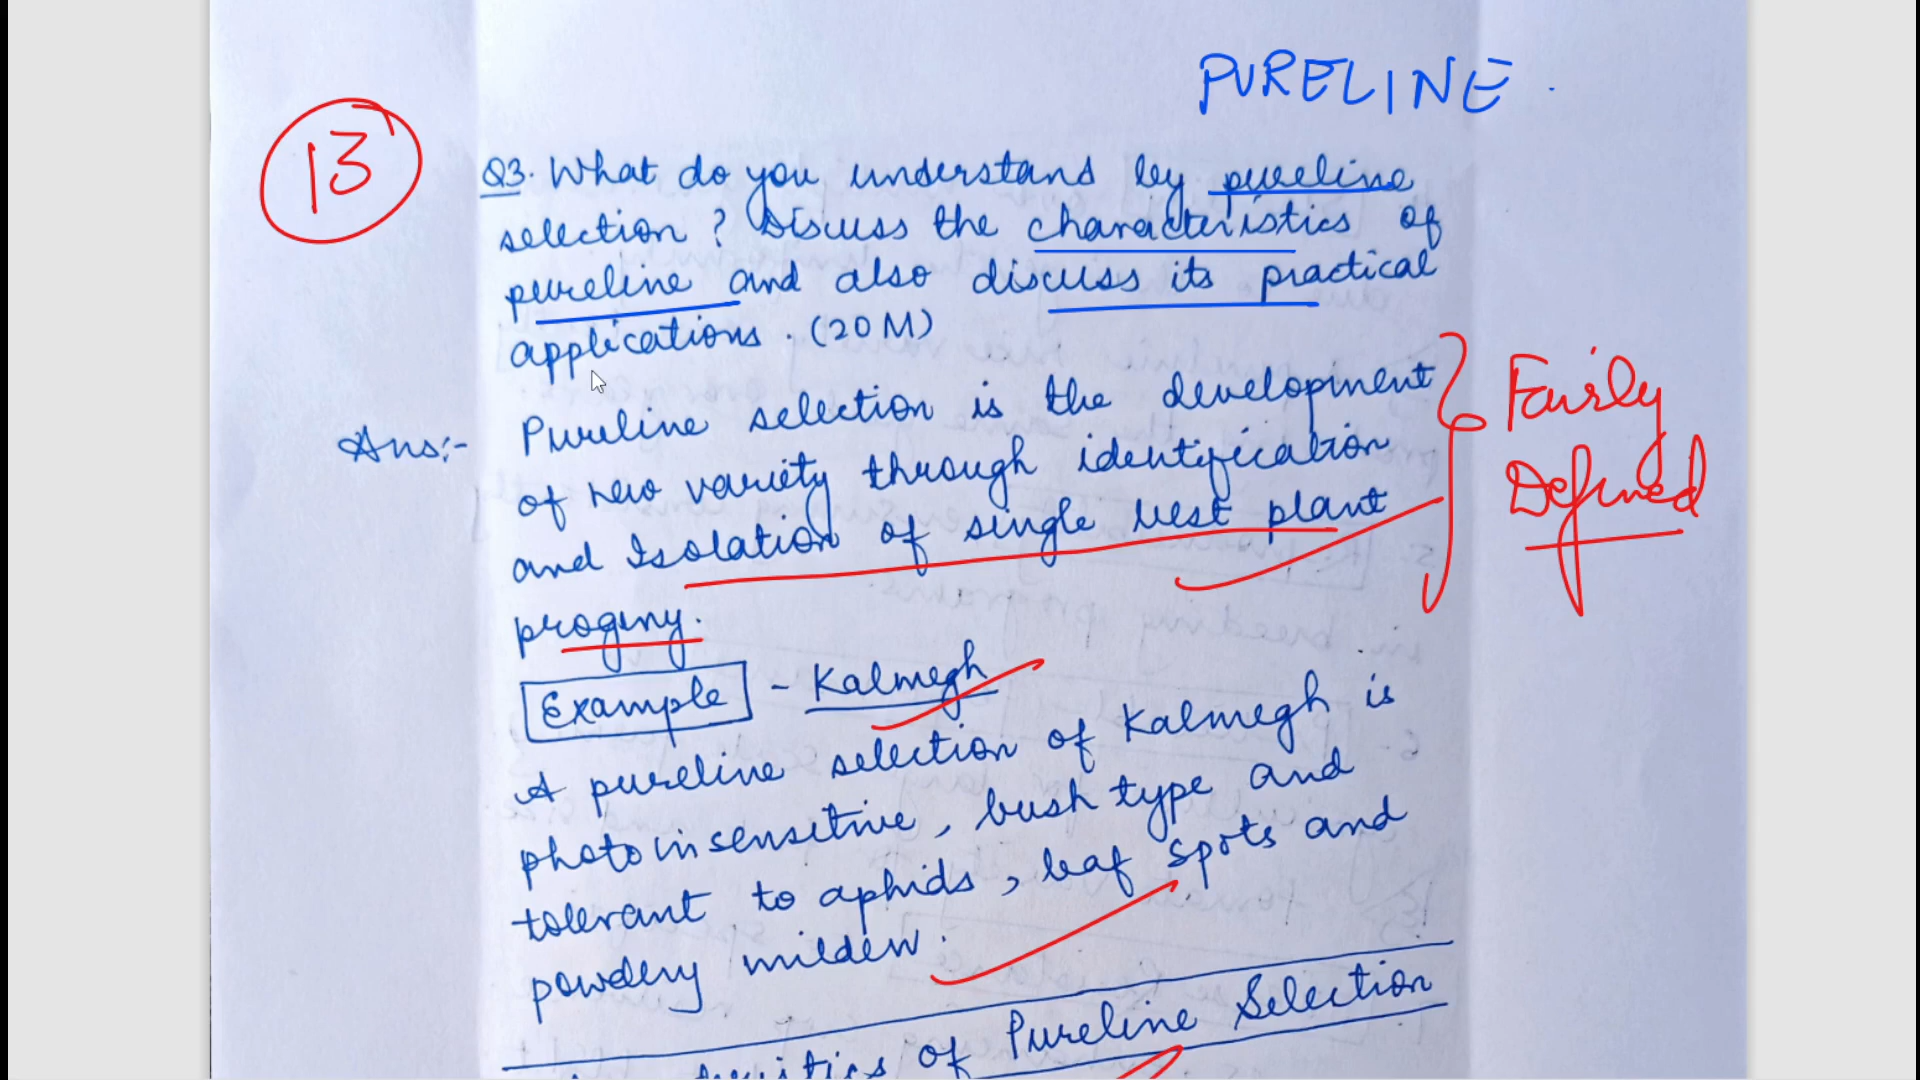 PURELINE.
13
Q3. What do you understand by pureline
selection? Discuss the characteristics of
pureline and also discuss its practical
applications. (20M)
Ans:- Pureline selection is the development
of new variety through identification
and Isolation of single best plant
progeny.
Fairly
Defined
Example - Kalmegh
A pureline selection of Kalmegh is
photoinsensitive, bush type and
tolerant to aphids, leaf spots and
powdery mildew.
of Pureline Selection